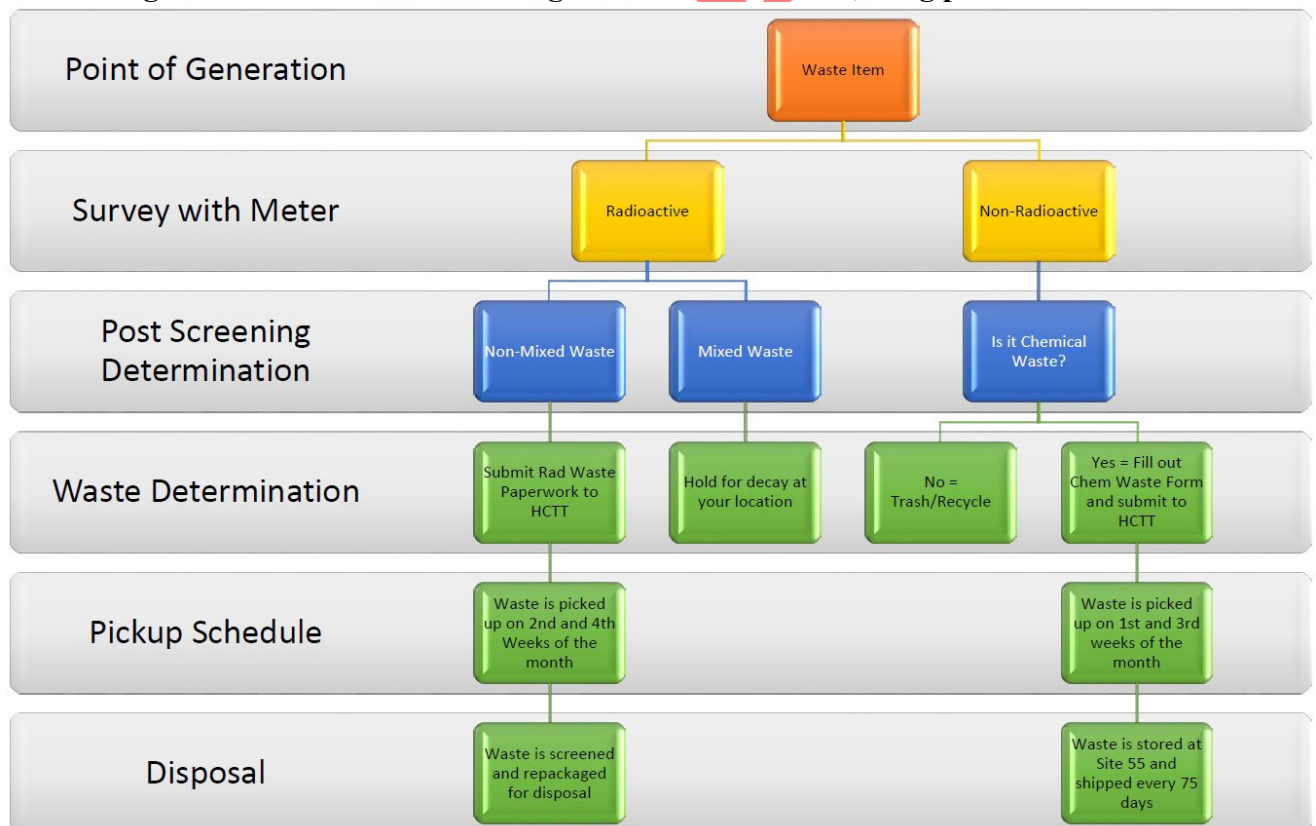 Point of Generation
Waste Item
Survey with Meter
Radioactive
Non-Radioactive
Post Screening
Determination
Non-Mixed Waste
Mixed Waste
Is it Chemical
Waste?
Waste Determination
Submit Rad Waste
Paperwork to
HCTT
Hold for decay at
your location
No =
Trash/Recycle
Yes = Fill out
Chem Waste Form
and submit to
HCTT
Pickup Schedule
Waste is picked
up on 2nd and 4th
Weeks of the
month
Waste is picked
up on 1st and 3rd
weeks of the
month
Disposal
Waste is screened
and repackaged
for disposal
Waste is stored at
Site 55 and
shipped every 75
days